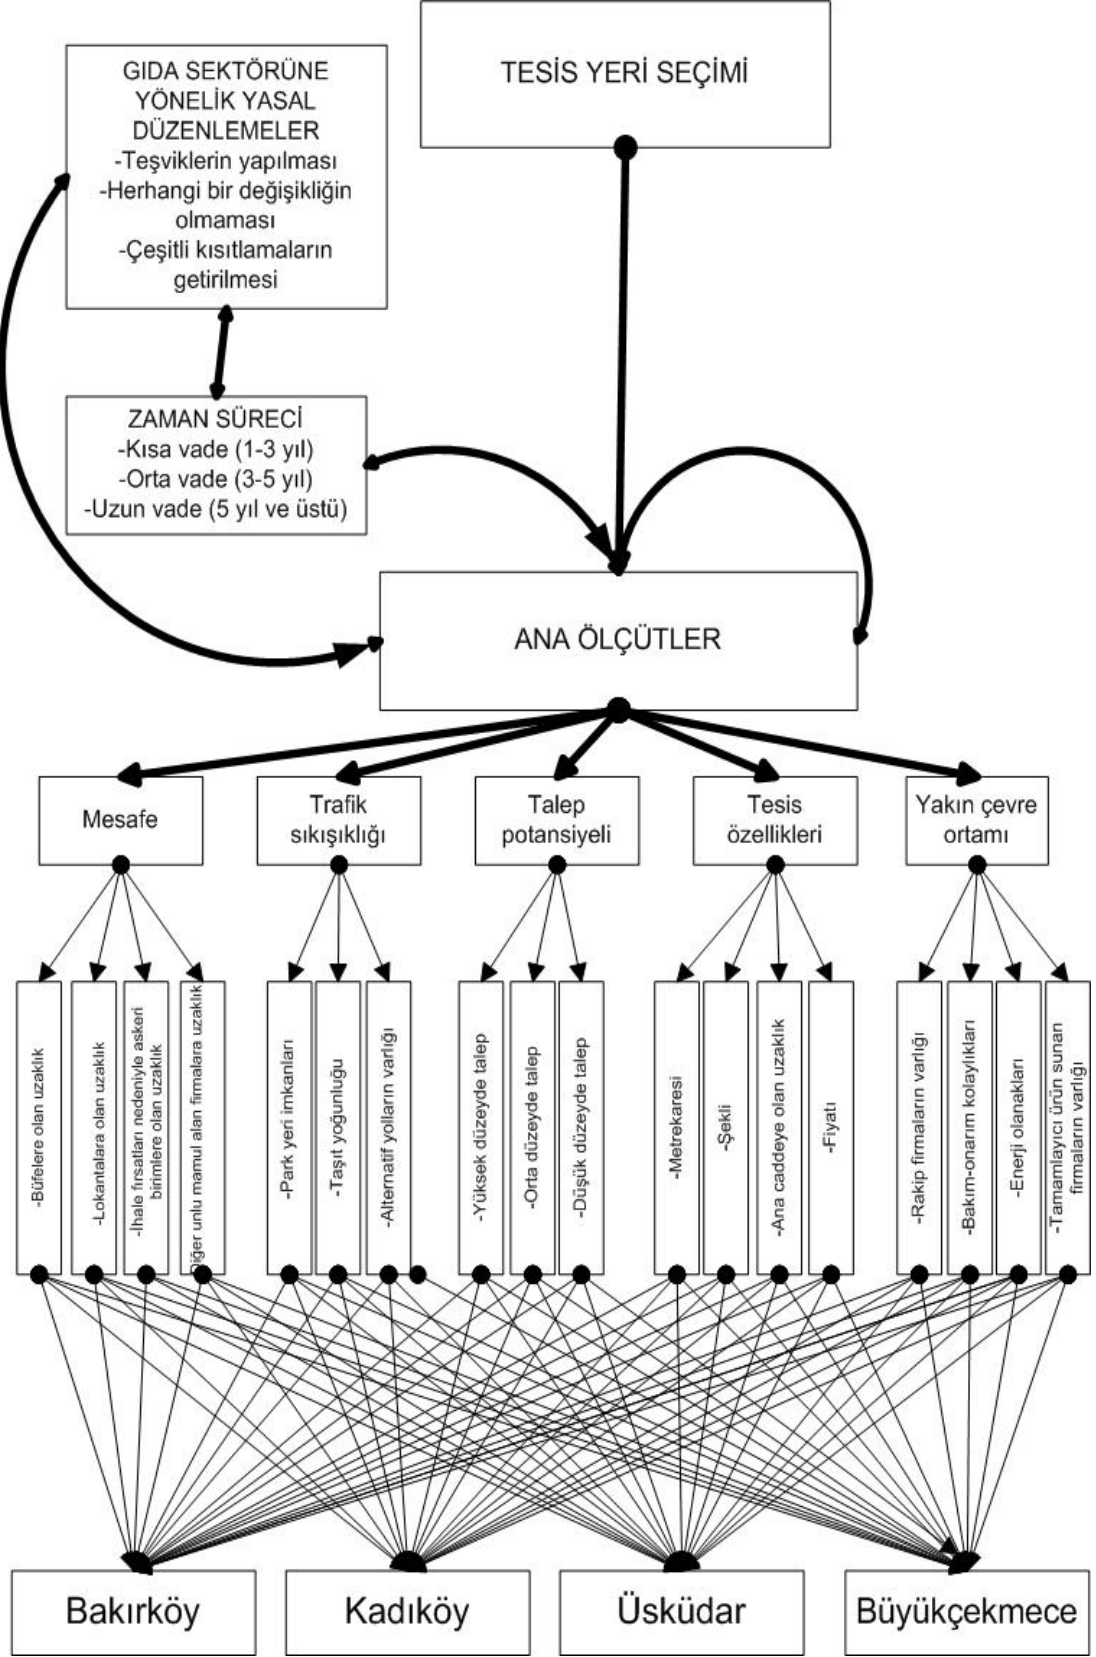 TESİS YERİ SEÇİMİ
GIDA SEKTÖRÜNE
YÖNELİK YASAL
DÜZENLEMELER
-Teşviklerin yapılması
-Herhangi bir değişikliğin
olmaması
-Çeşitli kısıtlamaların
getirilmesi
ZAMAN SÜRECİ
-Kısa vade (1-3 yıl)
-Orta vade (3-5 yıl)
-Uzun vade (5 yıl ve üstü)
ANA ÖLÇÜTLER
Mesafe
Trafik
sıkışıklığı
Talep
potansiyeli
Tesis
özellikleri
Yakın çevre
ortamı
-Büfelere olan uzaklık
-Lokantalara olan uzaklık
-İhale fırsatları nedeniyle askeri
birimlere olan uzaklık
Diğer unlu mamul alan firmalara uzaklık
-Park yeri imkanları
-Taşıt yoğunluğu
-Alternatif yolların varlığı
-Yüksek düzeyde talep
-Orta düzeyde talep
-Düşük düzeyde talep
-Metrekaresi
-Şekli
-Ana caddeye olan uzaklık
-Fiyatı
-Rakip firmaların varlığı
-Bakım-onarım kolaylıkları
-Enerji olanakları
-Tamamlayıcı ürün sunan
firmaların varlığı
Bakırköy
Kadıköy
Üsküdar
Büyükçekmece